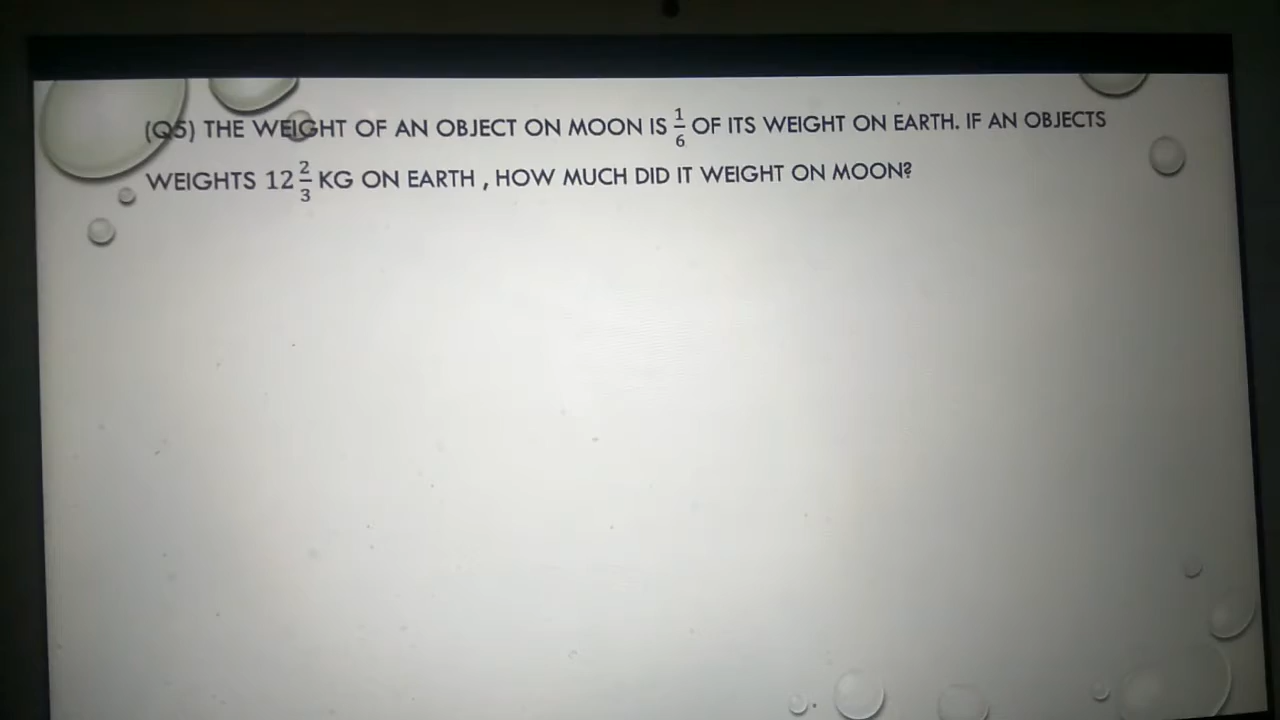 (Q5) THE WEIGHT OF AN OBJECT ON MOON IS 1/6 OF ITS WEIGHT ON EARTH. IF AN OBJECTS
WEIGHTS 12 2/3 KG ON EARTH , HOW MUCH DID IT WEIGHT ON MOON?